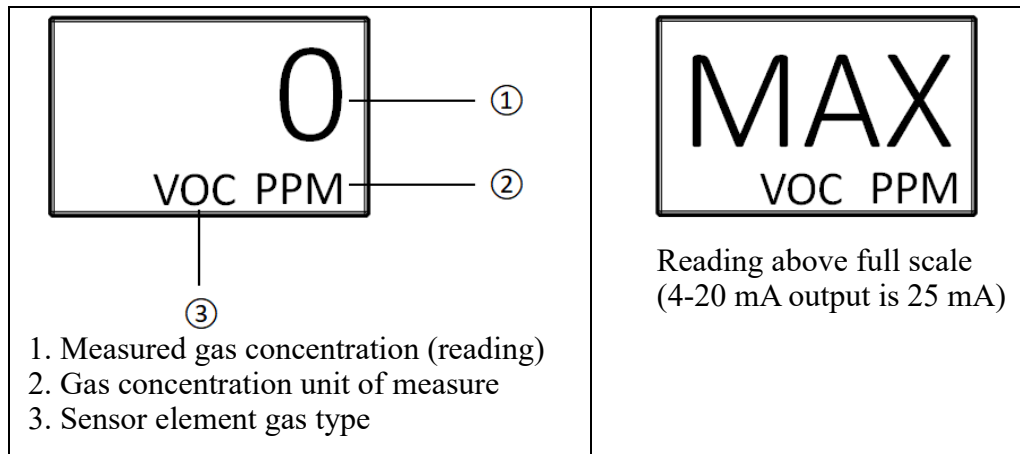 0
①
VOC PPM
②
③
1. Measured gas concentration (reading)
2. Gas concentration unit of measure
3. Sensor element gas type
MAX
VOC PPM
Reading above full scale
(4-20 mA output is 25 mA)